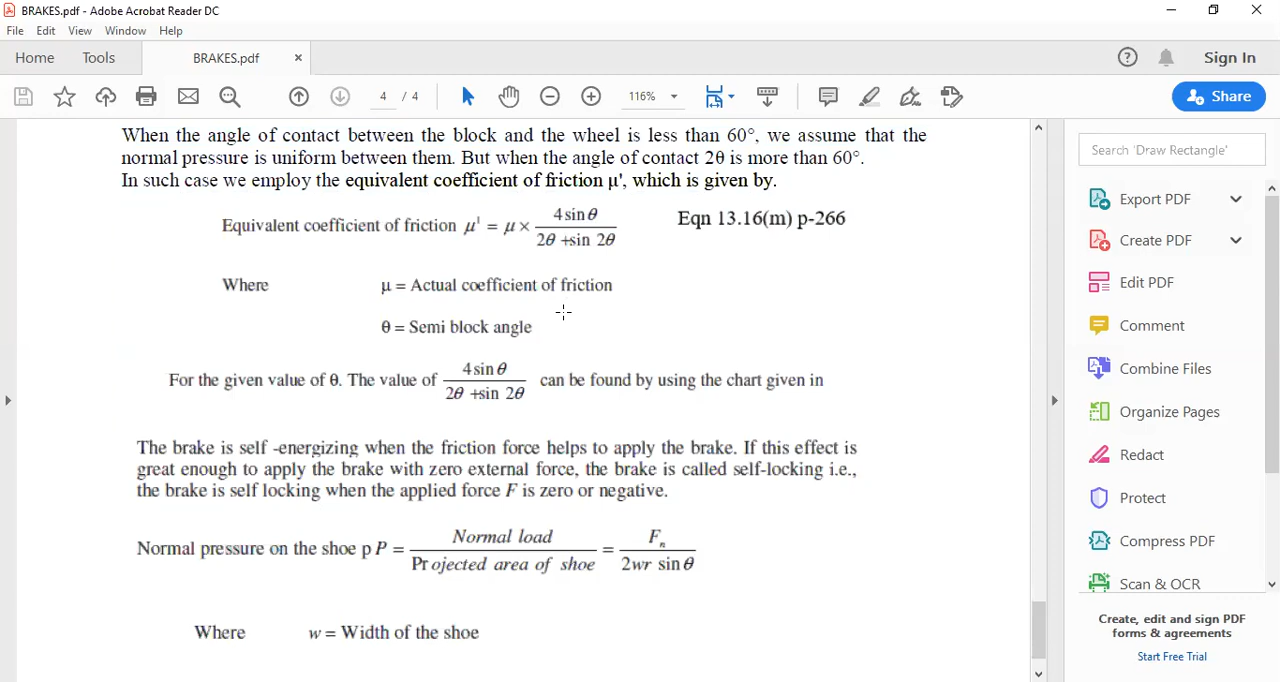 BRAKES.pdf - Adobe Acrobat Reader DC
File Edit View Window Help
Home Tools BRAKES.pdf × Sign In
4 / 4 116% Share
When the angle of contact between the block and the wheel is less than 60°, we assume that the
normal pressure is uniform between them. But when the angle of contact 2θ is more than 60°.
In such case we employ the equivalent coefficient of friction μ', which is given by.
Equivalent coefficient of friction μ' = μ × 4 sin θ / 2θ + sin 2θ Eqn 13.16(m) p-266
Where μ = Actual coefficient of friction
θ = Semi block angle
For the given value of θ. The value of 4 sin θ / 2θ + sin 2θ can be found by using the chart given in
The brake is self -energizing when the friction force helps to apply the brake. If this effect is
great enough to apply the brake with zero external force, the brake is called self-locking i.e.,
the brake is self locking when the applied force F is zero or negative.
Normal pressure on the shoe p P = Normal load / Projected area of shoe = Fn / 2wr sin θ
Where w = Width of the shoe
Search 'Draw Rectangle'
Export PDF
Create PDF
Edit PDF
Comment
Combine Files
Organize Pages
Redact
Protect
Compress PDF
Scan & OCR
Create, edit and sign PDF
forms & agreements
Start Free Trial